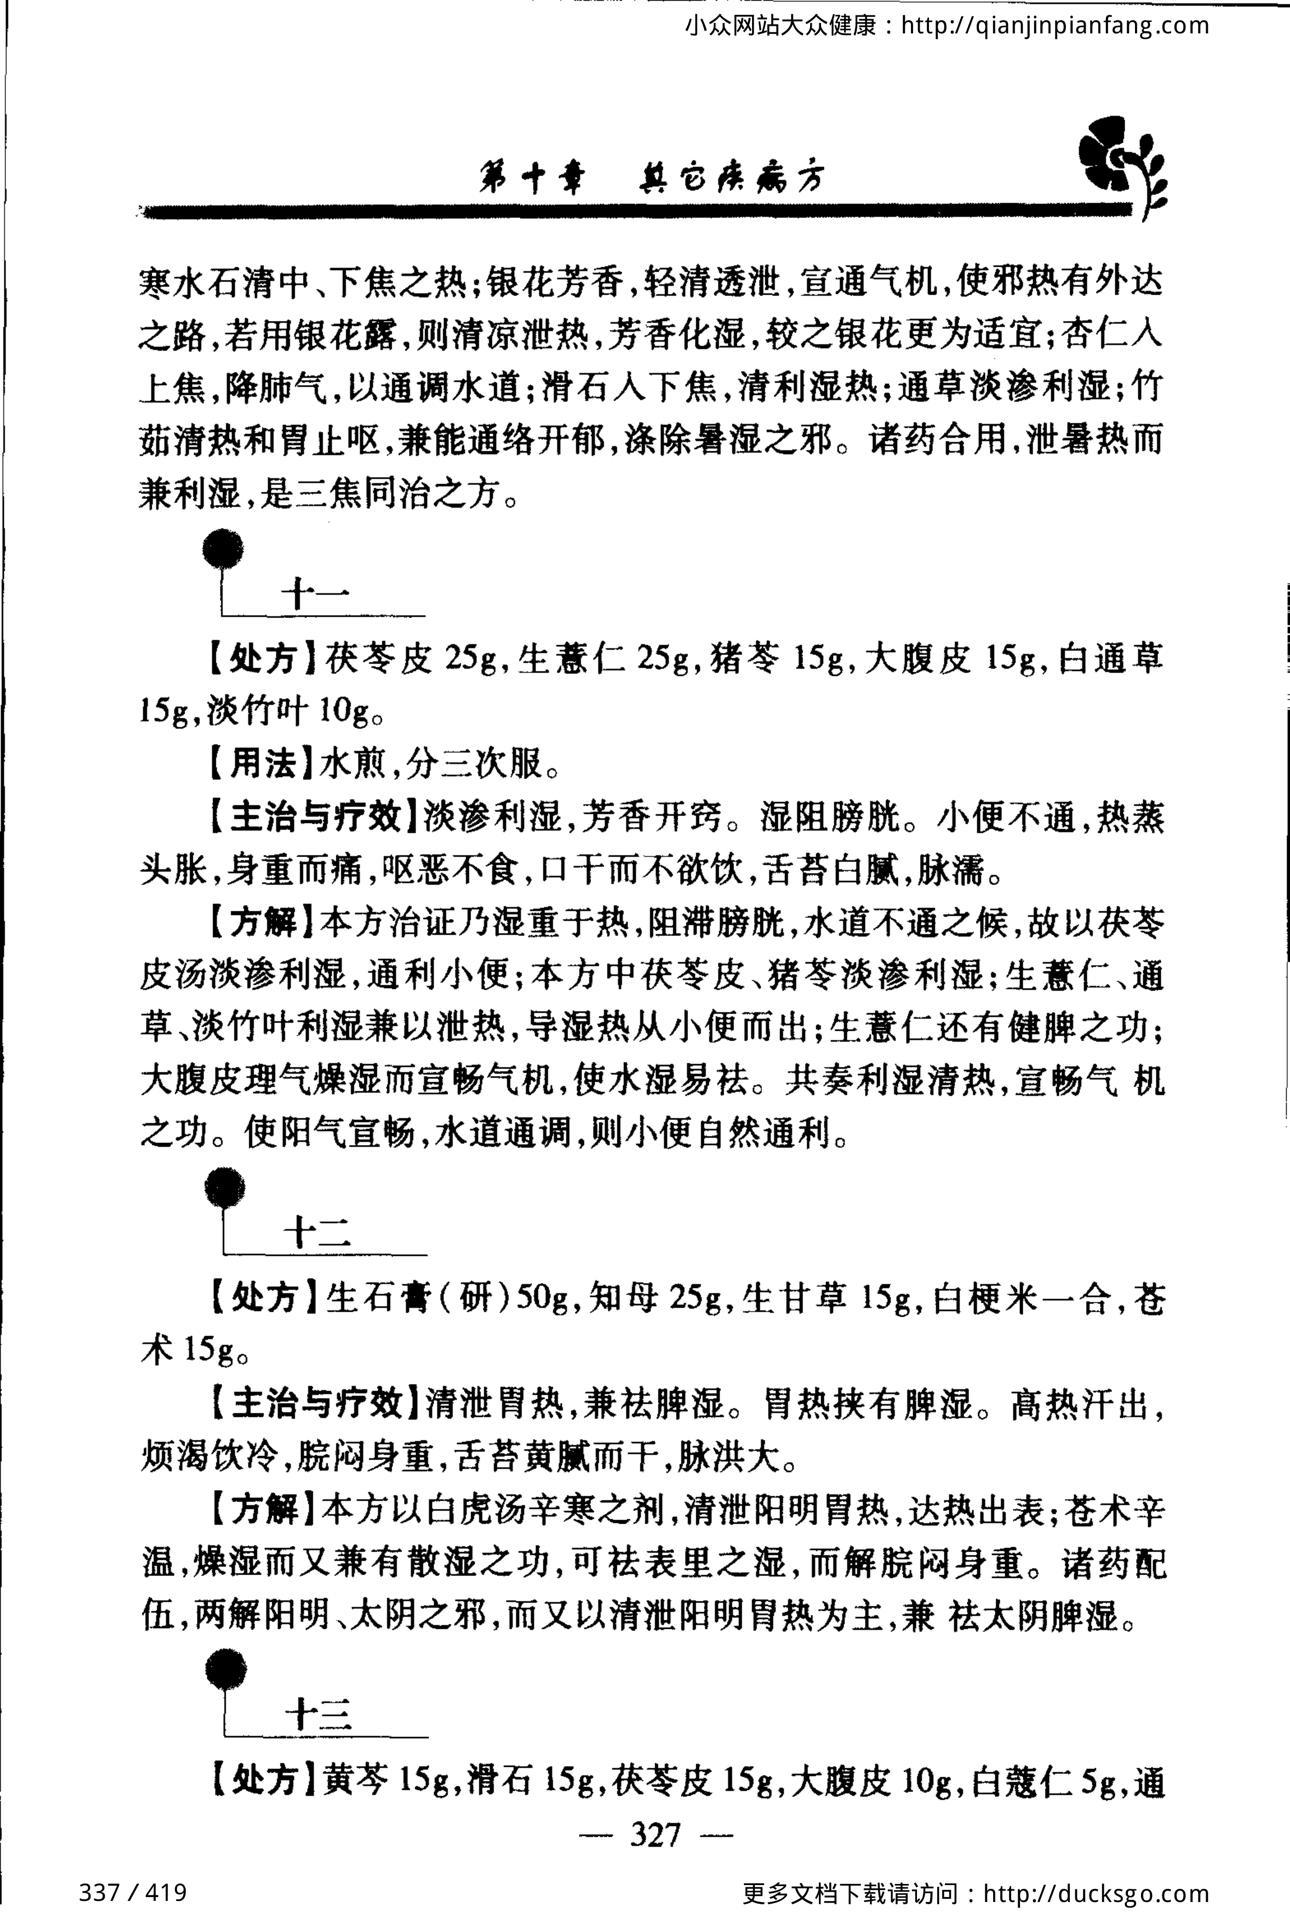 小众网站大众健康：http://qianjinpianfang.com
第十章 其它疾病方
寒水石清中、下焦之热；银花芳香，轻清透泄，宣通气机，使邪热有外达
之路，若用银花露，则清凉泄热，芳香化湿，较之银花更为适宜；杏仁入
上焦，降肺气，以通调水道；滑石入下焦，清利湿热；通草淡渗利湿；竹
茹清热和胃止呕，兼能通络开郁，涤除暑湿之邪。诸药合用，泄暑热而
兼利湿，是三焦同治之方。
十一
【处方】茯苓皮 25g，生薏仁 25g，猪苓 15g，大腹皮 15g，白通草
15g，淡竹叶 10g。
【用法】水煎，分三次服。
【主治与疗效】淡渗利湿，芳香开窍。湿阻膀胱。小便不通，热蒸
头胀，身重而痛，呕恶不食，口干而不欲饮，舌苔白腻，脉濡。
【方解】本方治证乃湿重于热，阻滞膀胱，水道不通之候，故以茯苓
皮汤淡渗利湿，通利小便；本方中茯苓皮、猪苓淡渗利湿；生薏仁、通
草、淡竹叶利湿兼以泄热，导湿热从小便而出；生薏仁还有健脾之功；
大腹皮理气燥湿而宣畅气机，使水湿易祛。共奏利湿清热，宣畅气 机
之功。使阳气宣畅，水道通调，则小便自然通利。
十二
【处方】生石膏（研）50g，知母 25g，生甘草 15g，白梗米一合，苍
术 15g。
【主治与疗效】清泄胃热，兼祛脾湿。胃热挟有脾湿。高热汗出，
烦渴饮冷，脘闷身重，舌苔黄腻而干，脉洪大。
【方解】本方以白虎汤辛寒之剂，清泄阳明胃热，达热出表；苍术辛
温，燥湿而又兼有散湿之功，可祛表里之湿，而解脘闷身重。诸药配
伍，两解阳明、太阴之邪，而又以清泄阳明胃热为主，兼 祛太阴脾湿。
十三
【处方】黄芩 15g，滑石 15g，茯苓皮 15g，大腹皮 10g，白蔻仁 5g，通
— 327 —
337 / 419
更多文档下载请访问：http://ducksgo.com